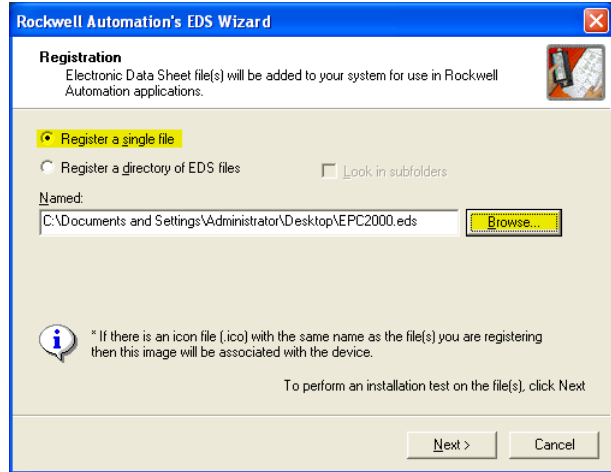 Rockwell Automation's EDS Wizard
Registration
Electronic Data Sheet file(s) will be added to your system for use in Rockwell
Automation applications.
Register a single file
Register a directory of EDS files
Look in subfolders
Named:
C:\Documents and Settings\Administrator\Desktop\EPC2000.eds
Browse...
* If there is an icon file (.ico) with the same name as the file(s) you are registering
then this image will be associated with the device.
To perform an installation test on the file(s), click Next
Next >
Cancel